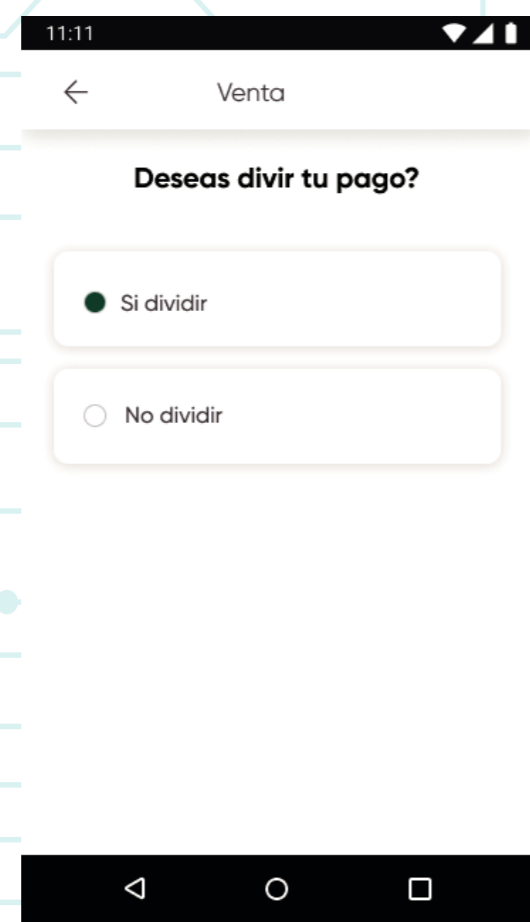 11:11
Venta
Deseas divir tu pago?
Si dividir
No dividir